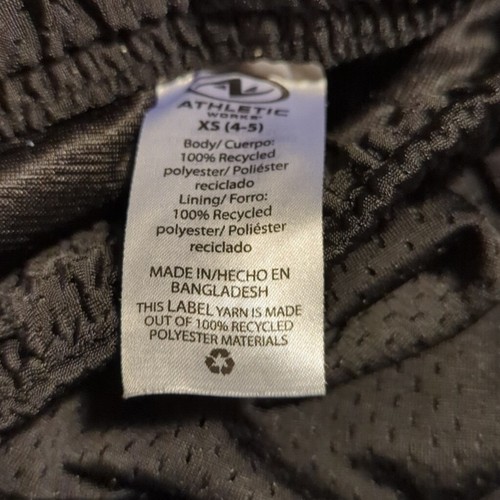 ATHLETIC
WORKS
XS (4-5)
Body/ Cuerpo:
100% Recycled
polyester/ Poliéster
reciclado
Lining/ Forro:
100% Recycled
polyester/ Poliéster
reciclado
MADE IN/HECHO EN
BANGLADESH
THIS LABEL YARN IS MADE
OUT OF 100% RECYCLED
POLYESTER MATERIALS